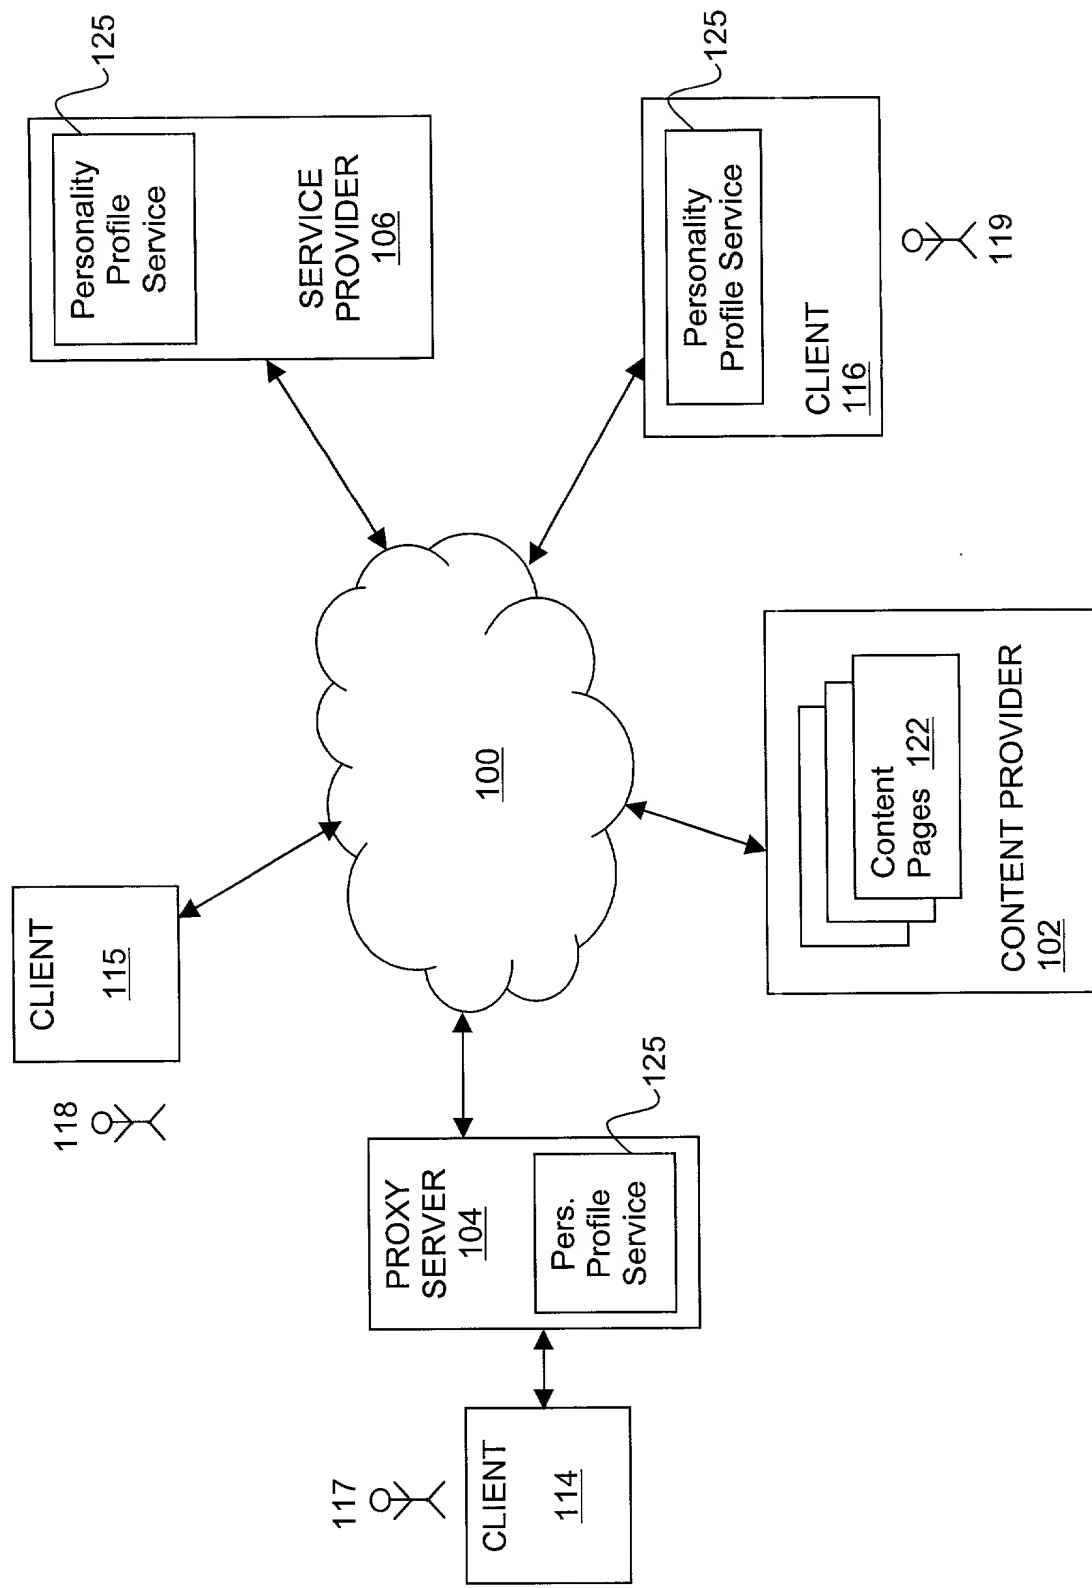 118
CLIENT
115
Personality
Profile
Service
125
SERVICE
PROVIDER
106
117
CLIENT
114
PROXY
SERVER
104
Pers.
Profile
Service
125
100
Personality
Profile Service
125
CLIENT
116
119
Content
Pages 122
CONTENT PROVIDER
102